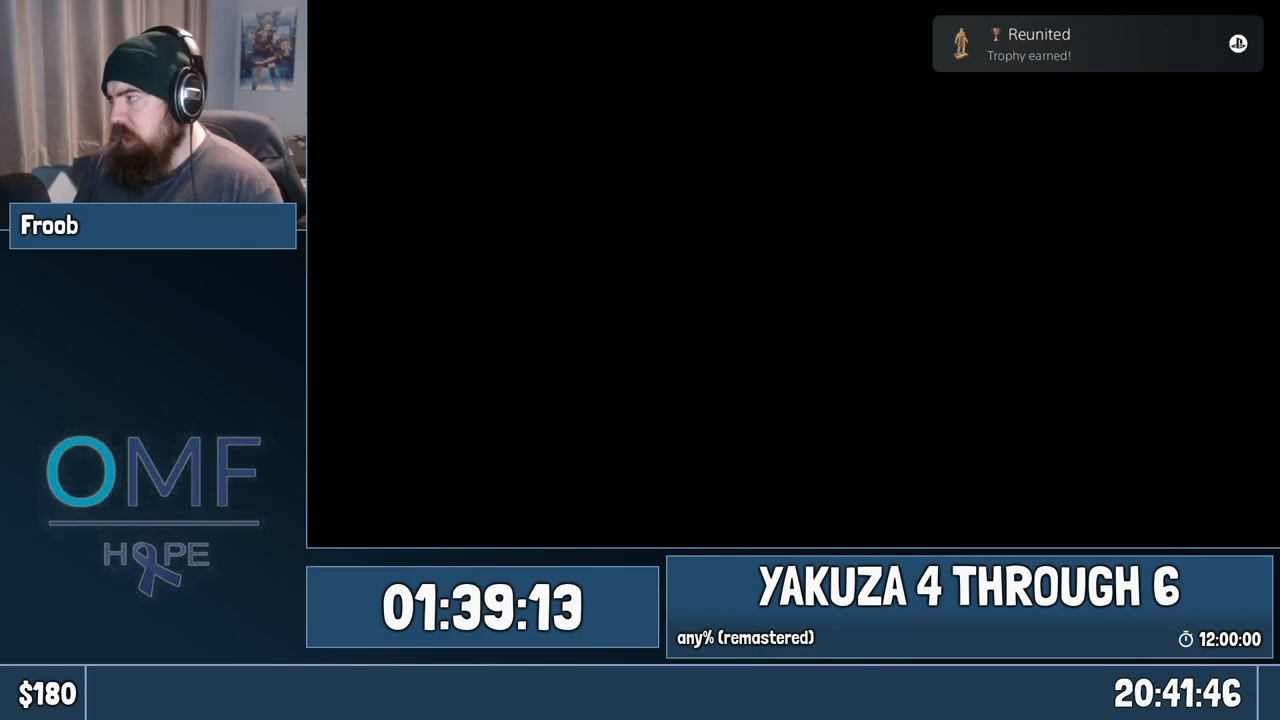 Reunited
Trophy earned!
Froob
OMF
HOPE
01:39:13
YAKUZA 4 THROUGH 6
any% (remastered)
12:00:00
$180
20:41:46